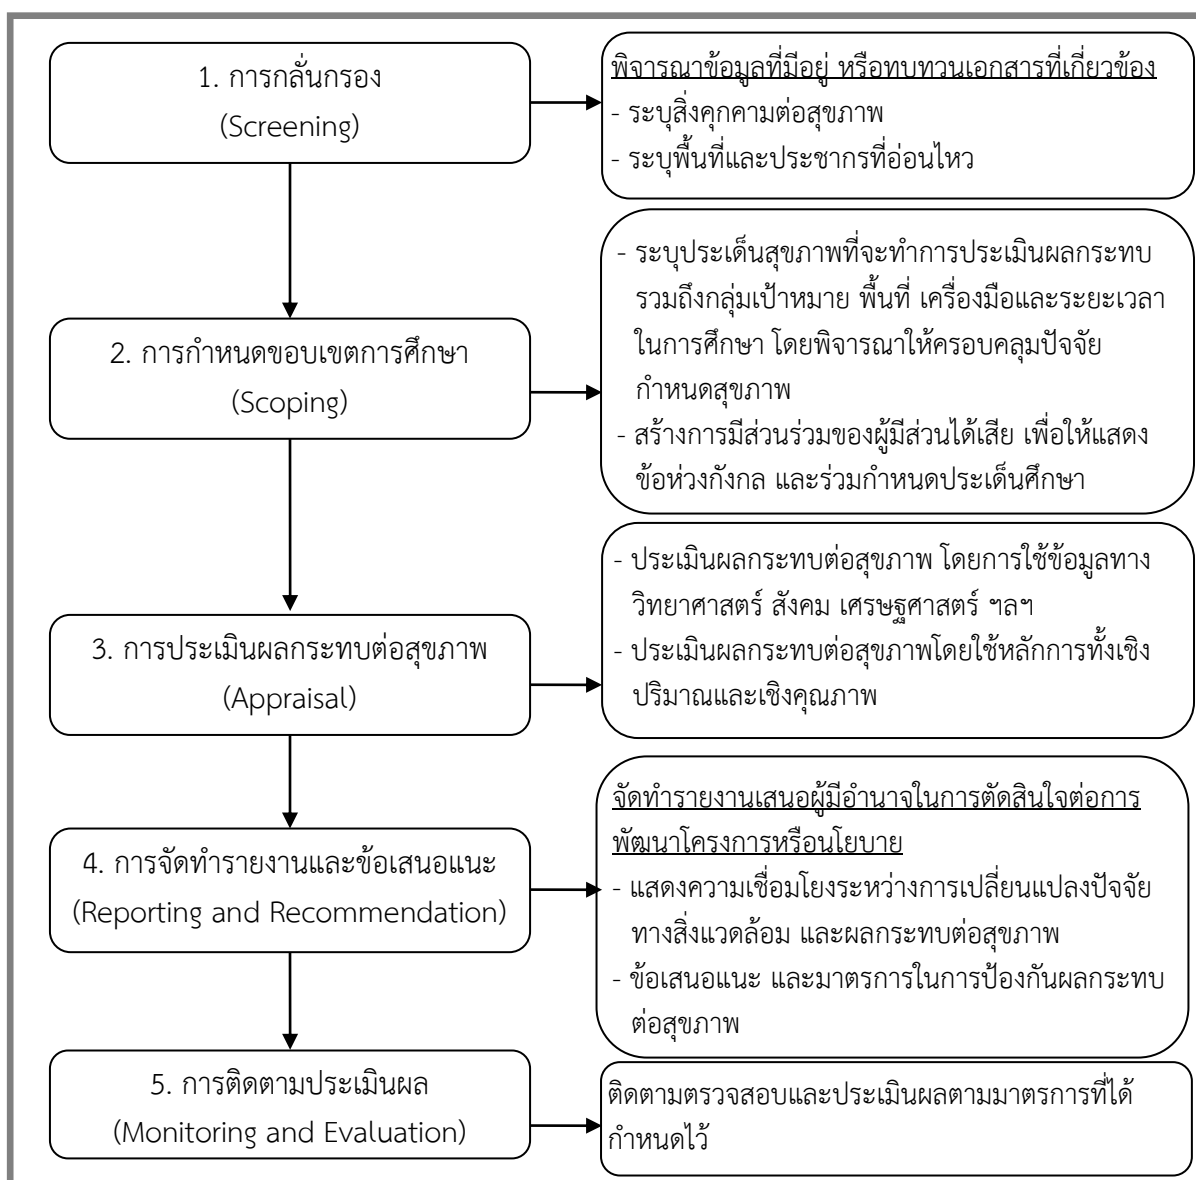 1. การกลั่นกรอง
(Screening)
พิจารณาข้อมูลที่มีอยู่ หรือทบทวนเอกสารที่เกี่ยวข้อง
- ระบุสิ่งคุกคามต่อสุขภาพ
- ระบุพื้นที่และประชากรที่อ่อนไหว
2. การกำหนดขอบเขตการศึกษา
(Scoping)
- ระบุประเด็นสุขภาพที่จะทำการประเมินผลกระทบ
รวมถึงกลุ่มเป้าหมาย พื้นที่ เครื่องมือและระยะเวลา
ในการศึกษา โดยพิจารณาให้ครอบคลุมปัจจัย
กำหนดสุขภาพ
- สร้างการมีส่วนร่วมของผู้มีส่วนได้เสีย เพื่อให้แสดง
ข้อห่วงกังกล และร่วมกำหนดประเด็นศึกษา
3. การประเมินผลกระทบต่อสุขภาพ
(Appraisal)
- ประเมินผลกระทบต่อสุขภาพ โดยการใช้ข้อมูลทาง
วิทยาศาสตร์ สังคม เศรษฐศาสตร์ ฯลฯ
- ประเมินผลกระทบต่อสุขภาพโดยใช้หลักการทั้งเชิง
ปริมาณและเชิงคุณภาพ
4. การจัดทำรายงานและข้อเสนอแนะ
(Reporting and Recommendation)
จัดทำรายงานเสนอผู้มีอำนาจในการตัดสินใจต่อการ
พัฒนาโครงการหรือนโยบาย
- แสดงความเชื่อมโยงระหว่างการเปลี่ยนแปลงปัจจัย
ทางสิ่งแวดล้อม และผลกระทบต่อสุขภาพ
- ข้อเสนอแนะ และมาตรการในการป้องกันผลกระทบ
ต่อสุขภาพ
5. การติดตามประเมินผล
(Monitoring and Evaluation)
ติดตามตรวจสอบและประเมินผลตามมาตรการที่ได้
กำหนดไว้